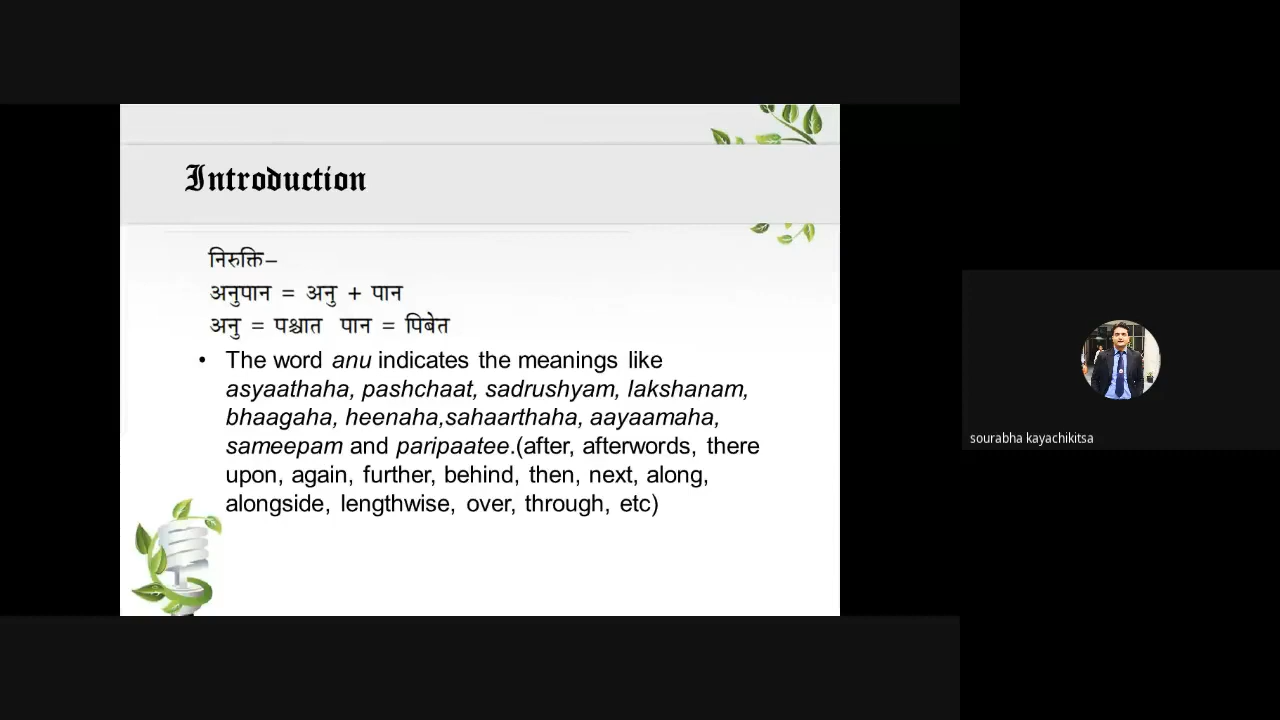 Introduction
निरुक्ति–
अनुपान = अनु + पान
अनु = पश्चात पान = पिबेत
• The word anu indicates the meanings like
asyaathaha, pashchaat, sadrushyam, lakshanam,
bhaagaha, heenaha,sahaarthaha, aayaamaha,
sameepam and paripaatee.(after, afterwords, there
upon, again, further, behind, then, next, along,
alongside, lengthwise, over, through, etc)
sourabha kayachikitsa